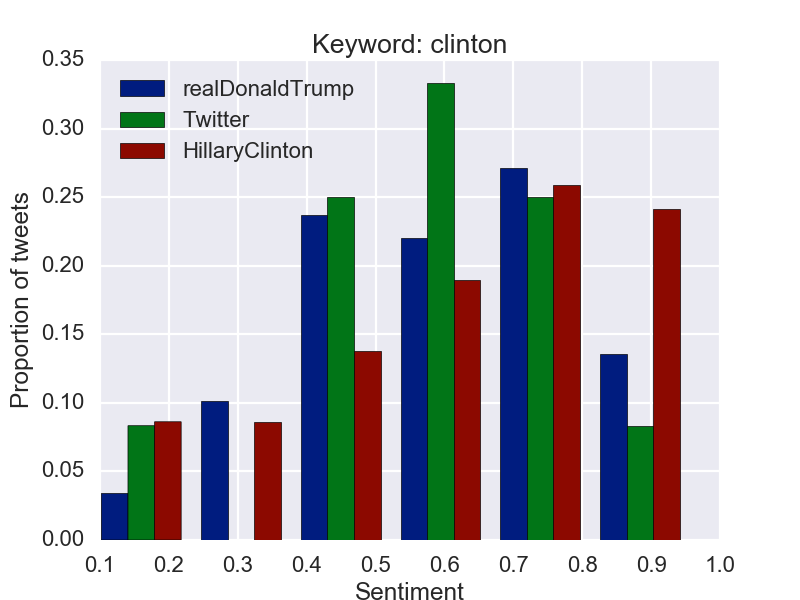 Keyword: clinton
0.35
0.30
0.25
0.20
0.15
0.10
0.05
0.00
Proportion of tweets
realDonaldTrump
Twitter
HillaryClinton
0.1 0.2 0.3 0.4 0.5 0.6 0.7 0.8 0.9 1.0
Sentiment